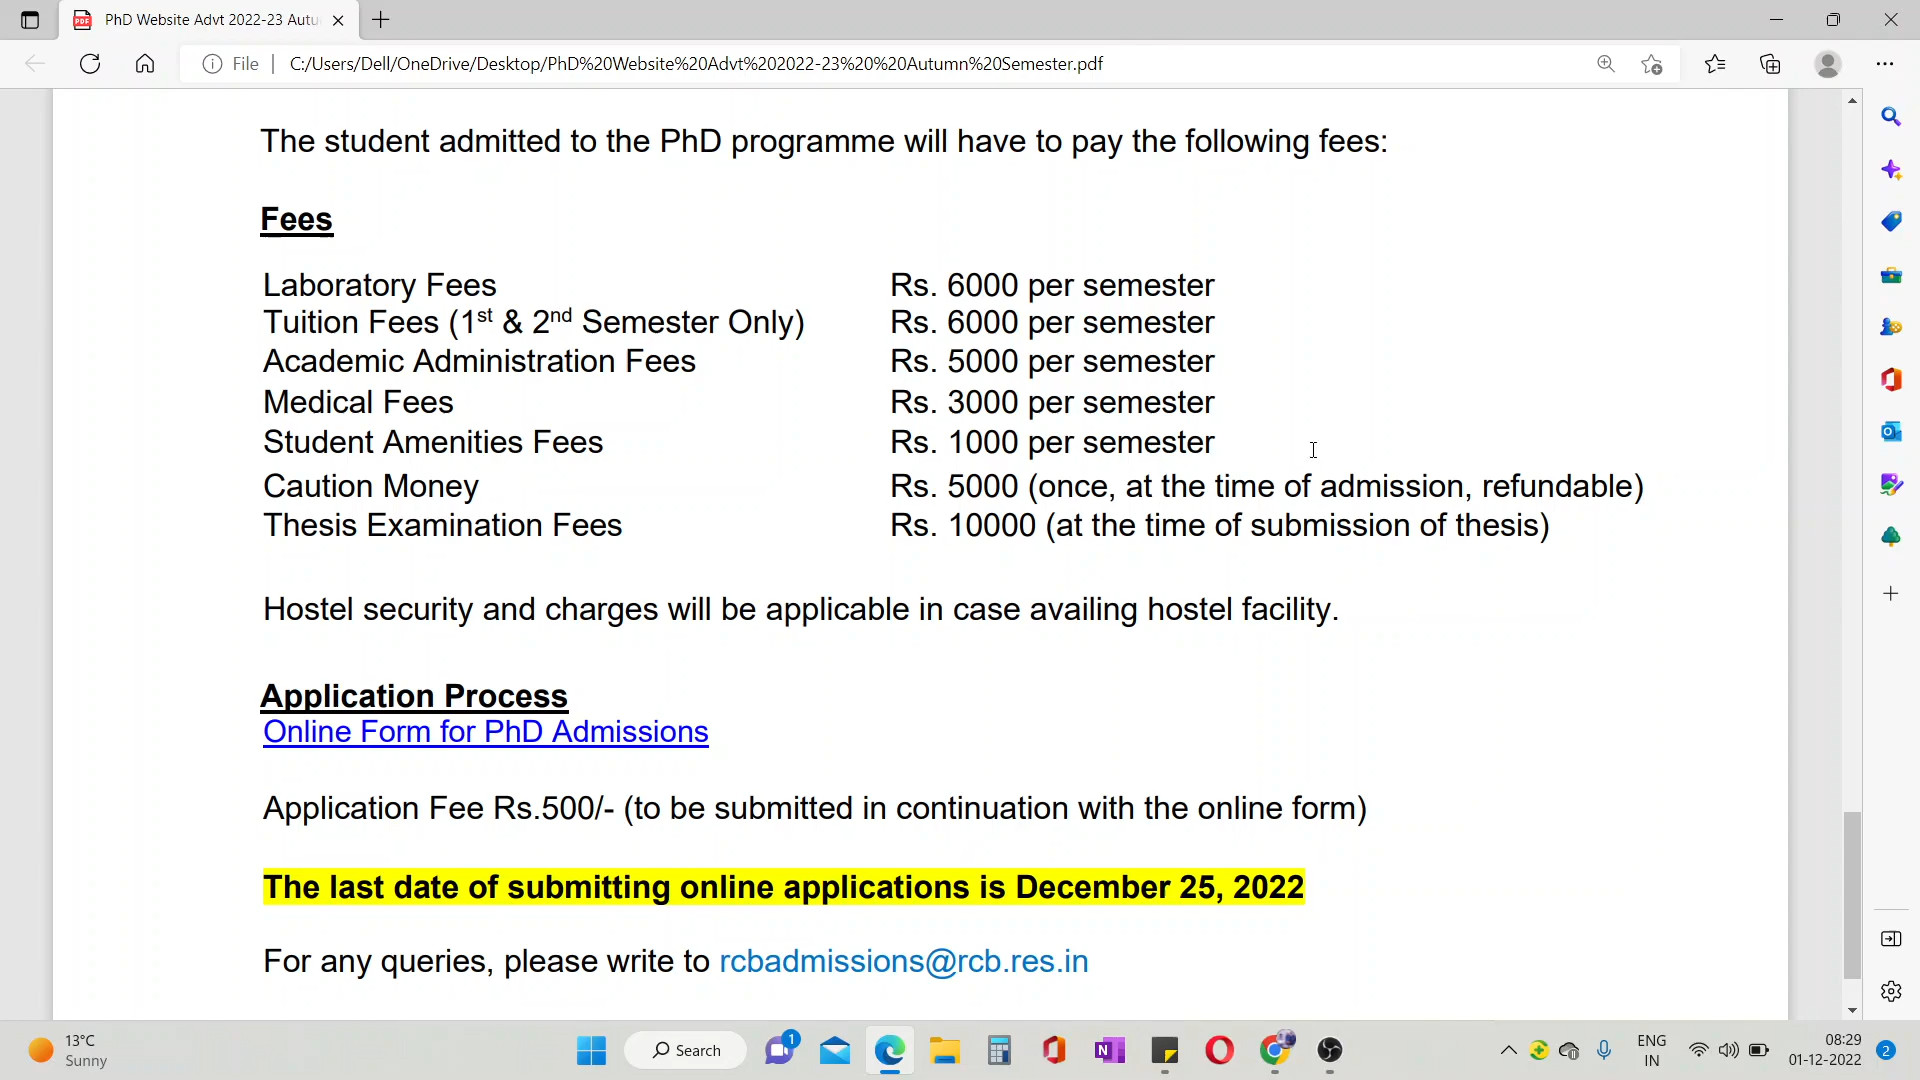 PhD Website Advt 2022-23 Autu
File
C:/Users/Dell/OneDrive/Desktop/PhD%20Website%20Advt%202022-23%20%20Autumn%20Semester.pdf
The student admitted to the PhD programme will have to pay the following fees:
Fees
Laboratory Fees Rs. 6000 per semester
Tuition Fees (1st & 2nd Semester Only) Rs. 6000 per semester
Academic Administration Fees Rs. 5000 per semester
Medical Fees Rs. 3000 per semester
Student Amenities Fees Rs. 1000 per semester
Caution Money Rs. 5000 (once, at the time of admission, refundable)
Thesis Examination Fees Rs. 10000 (at the time of submission of thesis)
Hostel security and charges will be applicable in case availing hostel facility.
Application Process
Online Form for PhD Admissions
Application Fee Rs.500/- (to be submitted in continuation with the online form)
The last date of submitting online applications is December 25, 2022
For any queries, please write to rcbadmissions@rcb.res.in
13°C
Sunny
Search
1
ENG
IN
08:29
01-12-2022
2